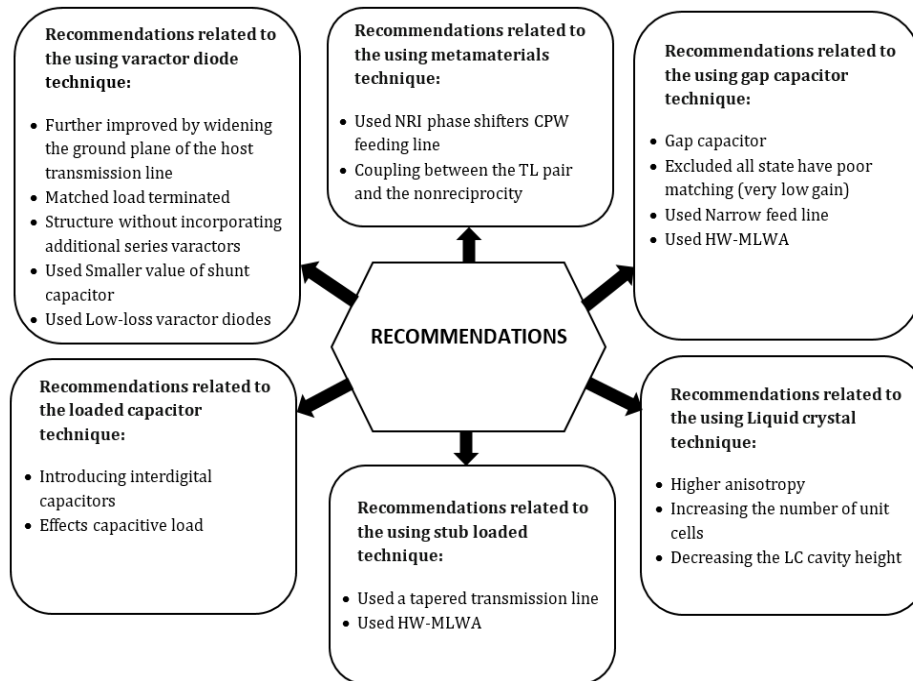 Recommendations related to
the using varactor diode
technique:
• Further improved by widening
the ground plane of the host
transmission line
• Matched load terminated
• Structure without incorporating
additional series varactors
• Used Smaller value of shunt
capacitor
• Used Low-loss varactor diodes
Recommendations related to
the using metamaterials
technique:
• Used NRI phase shifters CPW
feeding line
• Coupling between the TL pair
and the nonreciprocity
Recommendations related to
the using gap capacitor
technique:
• Gap capacitor
• Excluded all state have poor
matching (very low gain)
• Used Narrow feed line
• Used HW-MLWA
RECOMMENDATIONS
Recommendations related to
the loaded capacitor
technique:
• Introducing interdigital
capacitors
• Effects capacitive load
Recommendations related to
the using stub loaded
technique:
• Used a tapered transmission line
• Used HW-MLWA
Recommendations related to
the using Liquid crystal
technique:
• Higher anisotropy
• Increasing the number of unit
cells
• Decreasing the LC cavity height